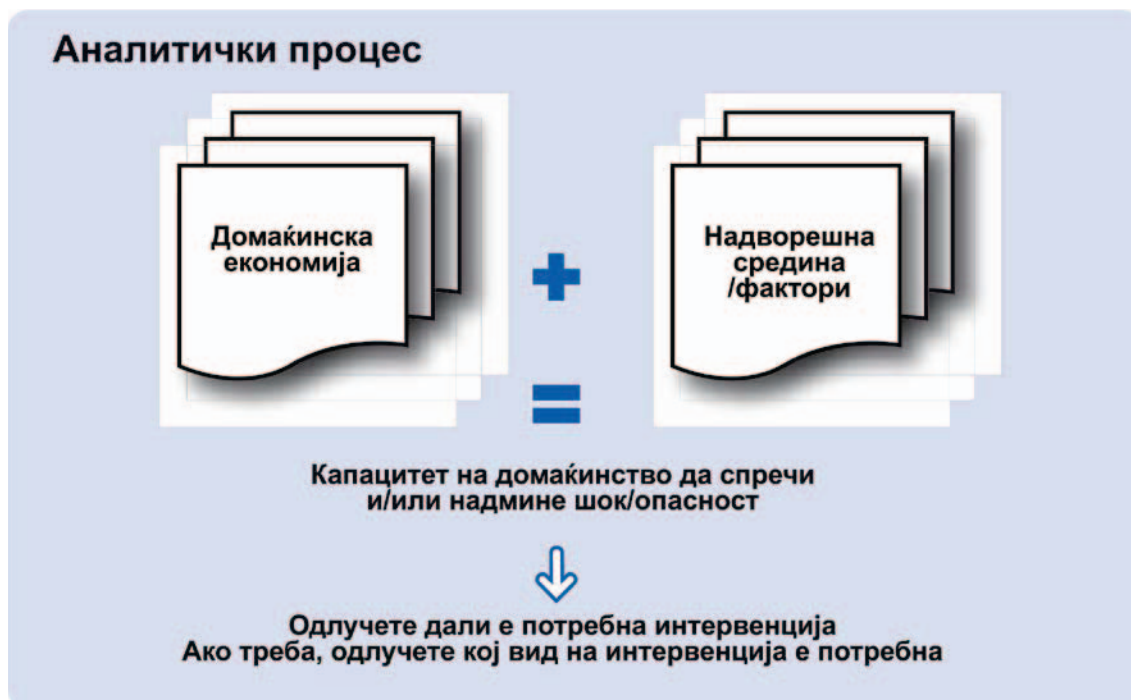 Аналитички процес
Домаќинска
економија
+
Надворешна
средина
/фактори
=
Капацитет на домаќинство да спречи
и/или надмине шок/опасност
Одлучете дали е потребна интервенција
Ако треба, одлучете кој вид на интервенција е потребна